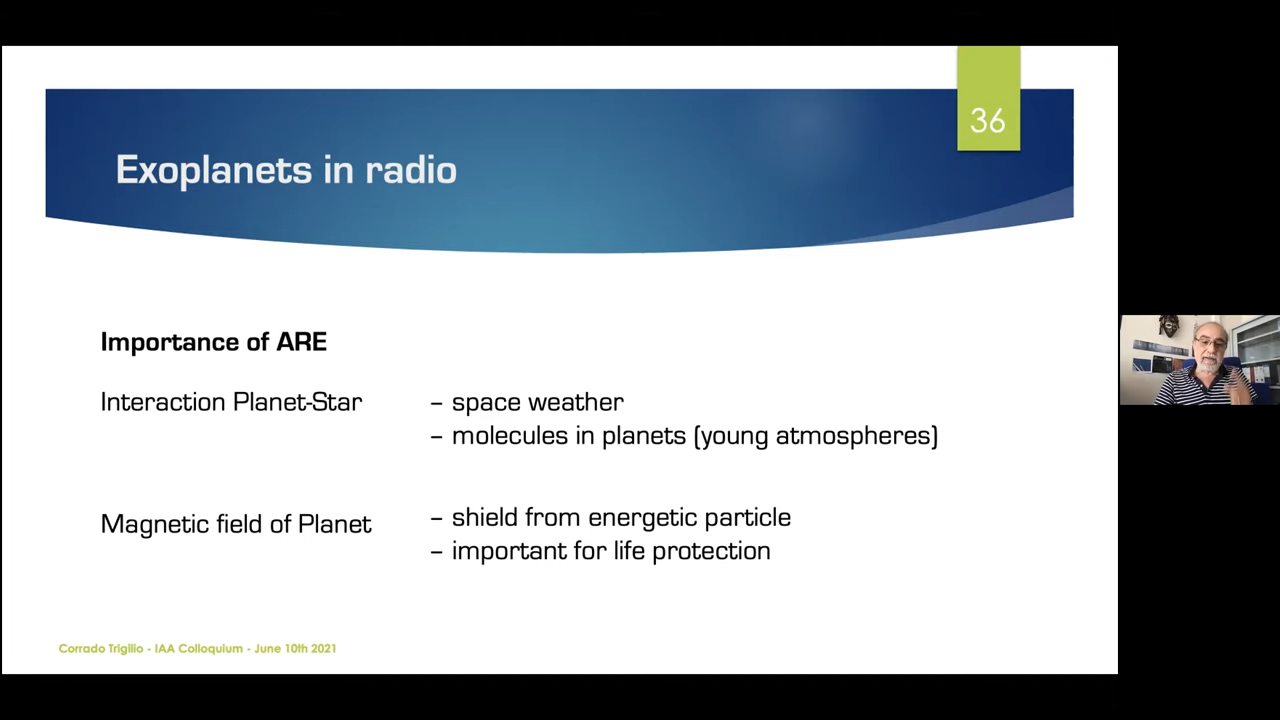 36
Exoplanets in radio
Importance of ARE
Interaction Planet-Star – space weather
– molecules in planets (young atmospheres)
Magnetic field of Planet – shield from energetic particle
– important for life protection
Corrado Trigilio - IAA Colloquium - June 10th 2021